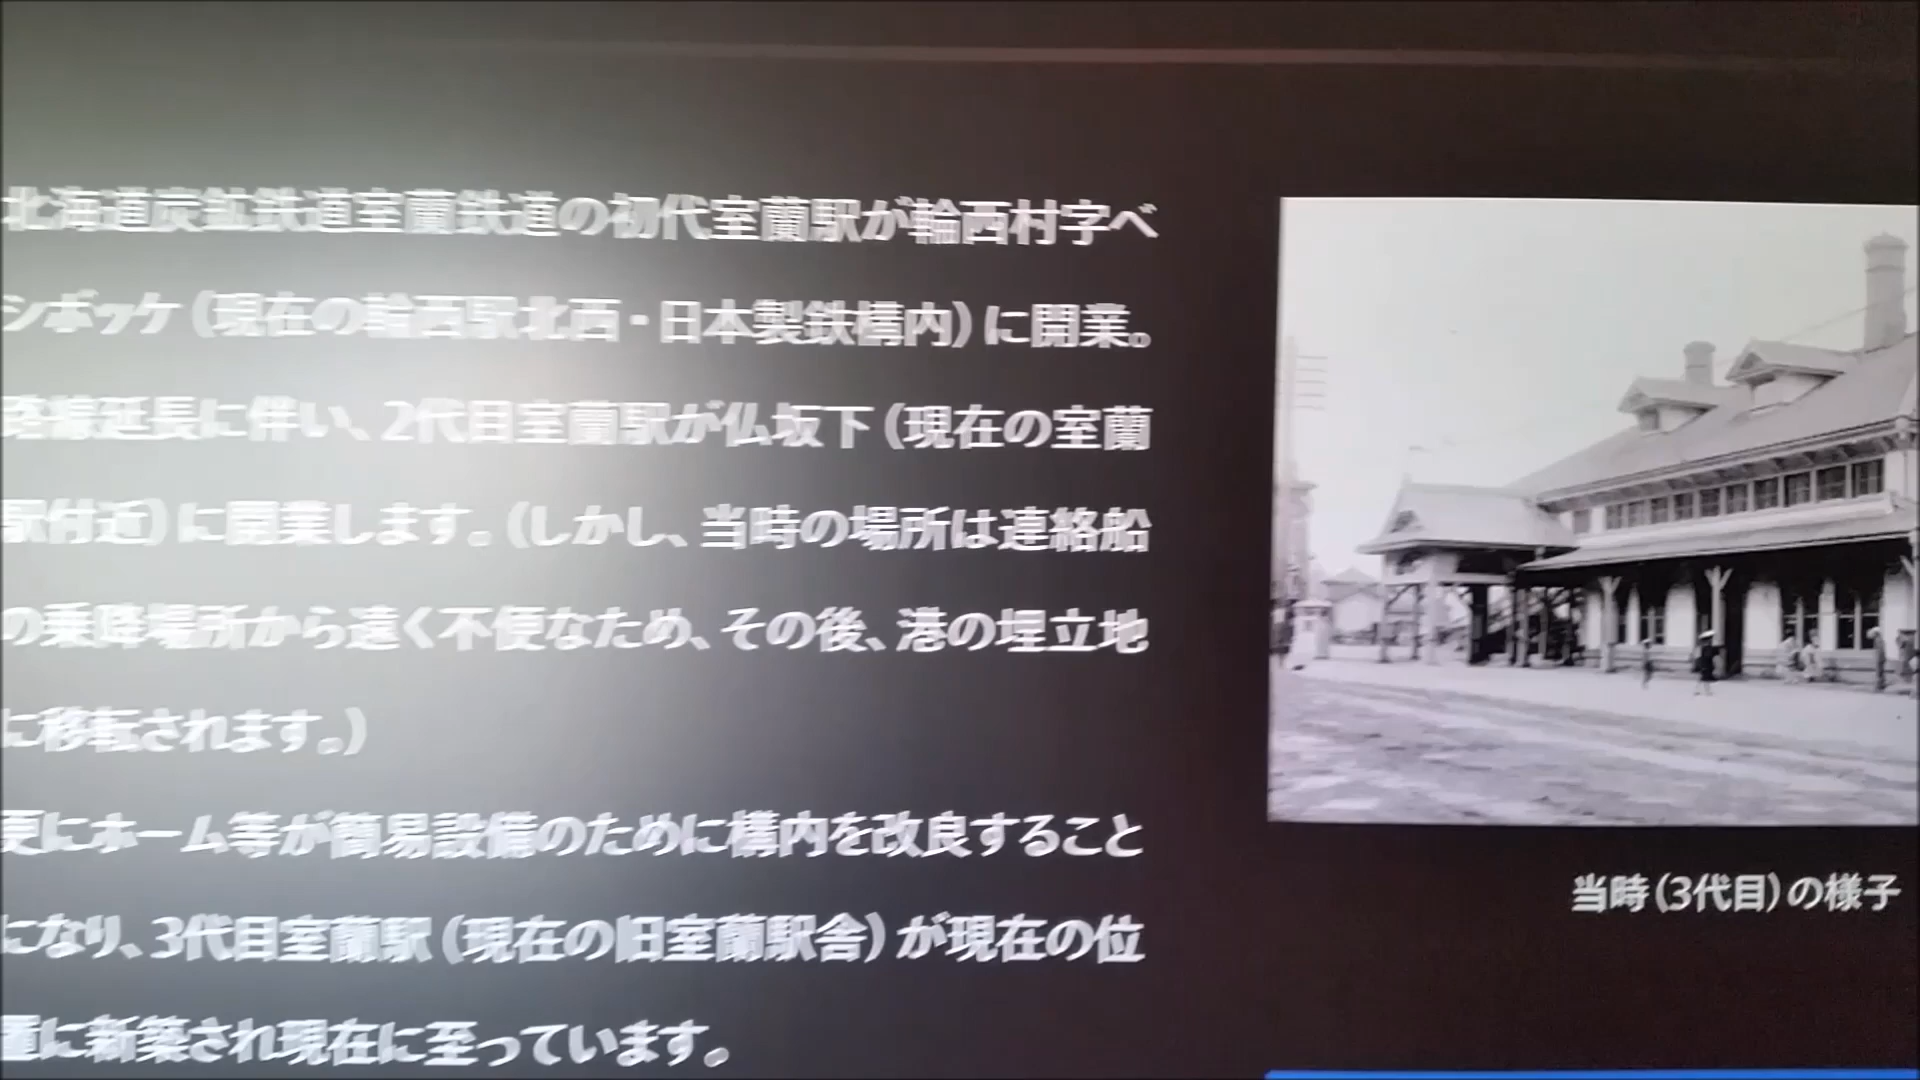 北海道炭鉱鉄道室蘭鉄道の初代室蘭駅が輪西村字ベ
シボッケ（現在の輪西駅北西・日本製鉄構内）に開業。
路線延長に伴い、2代目室蘭駅が仏坂下（現在の室蘭
駅付近）に開業します。（しかし、当時の場所は連絡船
の乗降場所から遠く不便なため、その後、港の埋立地
に移転されます。）
更にホーム等が簡易設備のために構内を改良すること
になり、3代目室蘭駅（現在の旧室蘭駅舎）が現在の位
置に新築され現在に至っています。
当時（3代目）の様子